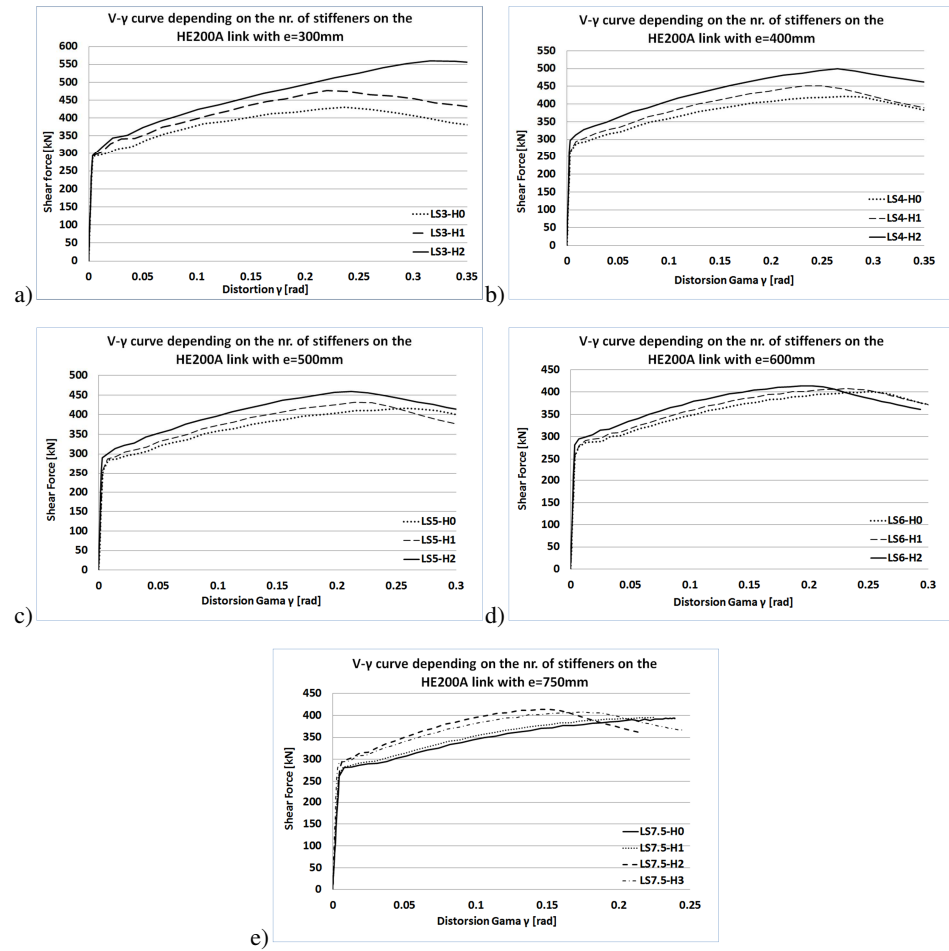 V-γ curve depending on the nr. of stiffeners on the
HE200A link with e=300mm
600
550
500
450
400
350
300
250
200
150
100
50
0
Shear force [kN]
LS3-H0
LS3-H1
LS3-H2
0 0.05 0.1 0.15 0.2 0.25 0.3 0.35
Distortion γ [rad]
a)
V-γ curve depending on the nr. of stiffeners on the
HE200A link with e=400mm
550
500
450
400
350
300
250
200
150
100
50
0
Shear Force [kN]
LS4-H0
LS4-H1
LS4-H2
0 0.05 0.1 0.15 0.2 0.25 0.3 0.35
Distorsion Gama γ [rad]
b)
V-γ curve depending on the nr. of stiffeners on the
HE200A link with e=500mm
500
450
400
350
300
250
200
150
100
50
0
Shear Force [kN]
LS5-H0
LS5-H1
LS5-H2
0 0.05 0.1 0.15 0.2 0.25 0.3
Distorsion Gama γ [rad]
c)
V-γ curve depending on the nr. of stiffeners on the
HE200A link with e=600mm
450
400
350
300
250
200
150
100
50
0
Shear Force [kN]
LS6-H0
LS6-H1
LS6-H2
0 0.05 0.1 0.15 0.2 0.25 0.3
Distorsion Gama γ [rad]
d)
V-γ curve depending on the nr. of stiffeners on the
HE200A link with e=750mm
450
400
350
300
250
200
150
100
50
0
Shear Force [kN]
LS7.5-H0
LS7.5-H1
LS7.5-H2
LS7.5-H3
0 0.05 0.1 0.15 0.2 0.25
Distorsion Gama γ [rad]
e)